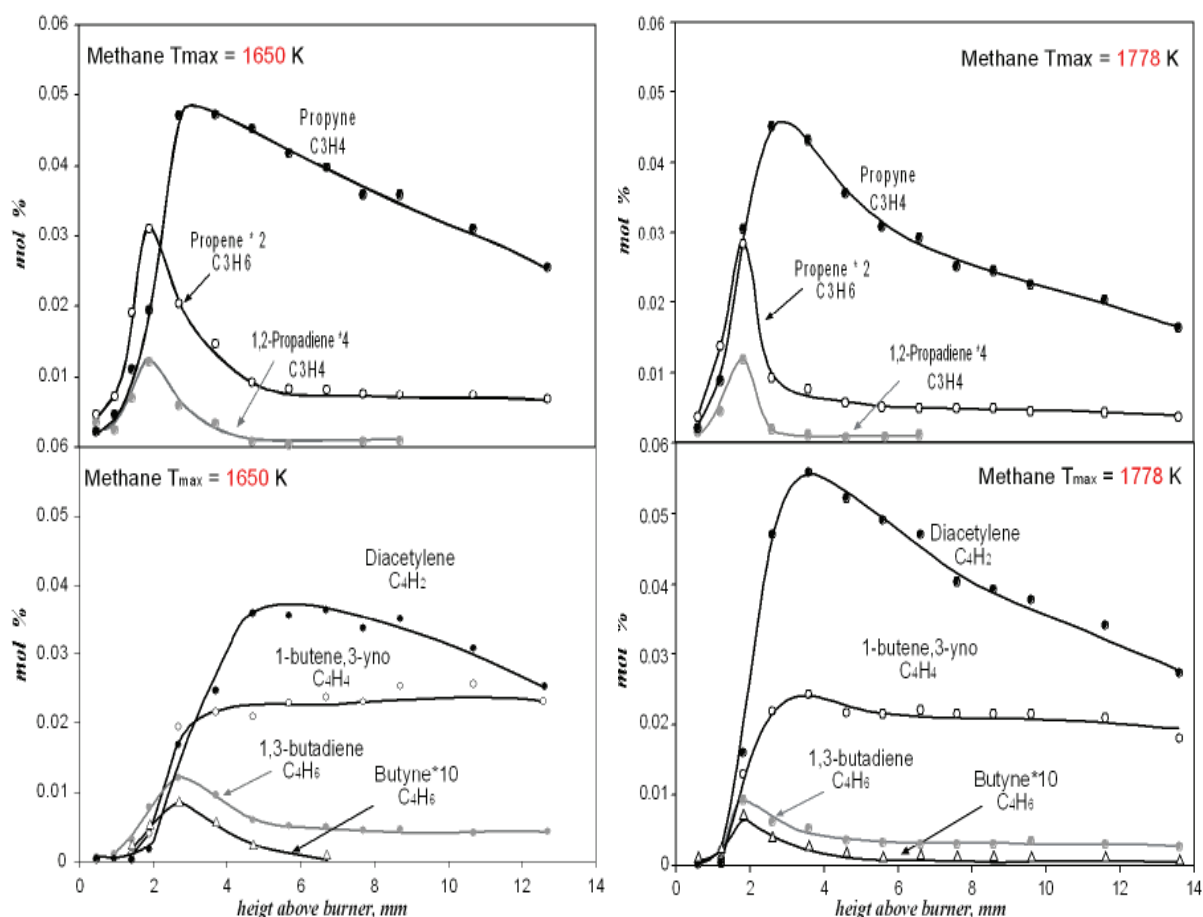 0.06
Methane Tmax = 1650 K
0.05
Propyne
C3H4
0.04
mol %
0.03
Propene * 2
C3H6
0.02
1,2-Propadiene *4
C3H4
0.01
0.06
0.06
Methane Tmax = 1778 K
0.05
0.04
Propyne
C3H4
mol %
0.03
Propene * 2
C3H6
0.02
1,2-Propadiene *4
C3H4
0.01
0.06
Methane Tmax = 1650 K
0.05
Diacetylene
C4H2
0.04
mol %
0.03
1-butene,3-yno
C4H4
0.02
1,3-butadiene
C4H6
Butyne*10
C4H6
0.01
0
0 2 4 6 8 10 12 14
heigt above burner, mm
Methane Tmax = 1778 K
0.05
Diacetylene
C4H2
0.04
mol %
0.03
1-butene,3-yno
C4H4
0.02
1,3-butadiene
C4H6
Butyne*10
C4H6
0.01
0
0 2 4 6 8 10 12 14
heigt above burner, mm